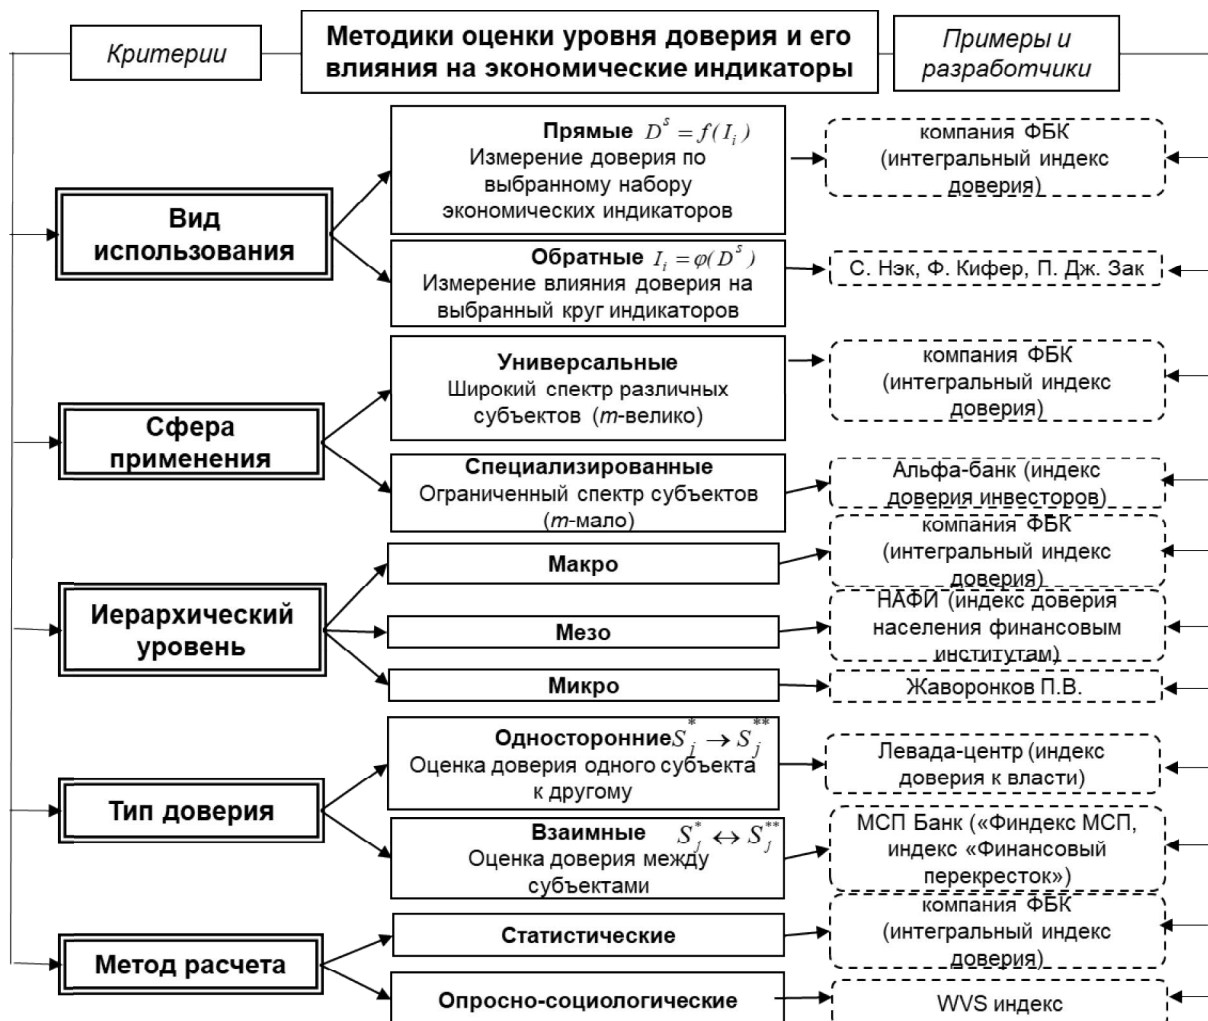 Критерии
Методики оценки уровня доверия и его
влияния на экономические индикаторы
Примеры и
разработчики
Вид
использования
Прямые D^s = f(I_i)
Измерение доверия по
выбранному набору
экономических индикаторов
компания ФБК
(интегральный индекс
доверия)
Обратные I_i = φ(D^s)
Измерение влияния доверия на
выбранный круг индикаторов
С. Нэк, Ф. Кифер, П. Дж. Зак
Сфера
применения
Универсальные
Широкий спектр различных
субъектов (m-велико)
компания ФБК
(интегральный индекс
доверия)
Специализированные
Ограниченный спектр субъектов
(m-мало)
Альфа-банк (индекс
доверия инвесторов)
Иерархический
уровень
Макро
компания ФБК
(интегральный индекс
доверия)
Мезо
НАФИ (индекс доверия
населения финансовым
институтам)
Микро
Жаворонков П.В.
Тип доверия
Односторонние S_j^* → S_j^**
Оценка доверия одного субъекта
к другому
Левада-центр (индекс
доверия к власти)
Взаимные S_j^* ↔ S_j^**
Оценка доверия между
субъектами
МСП Банк («Финдекс МСП,
индекс «Финансовый
перекресток»)
Метод расчета
Статистические
компания ФБК
(интегральный индекс
доверия)
Опросно-социологические
WVS индекс